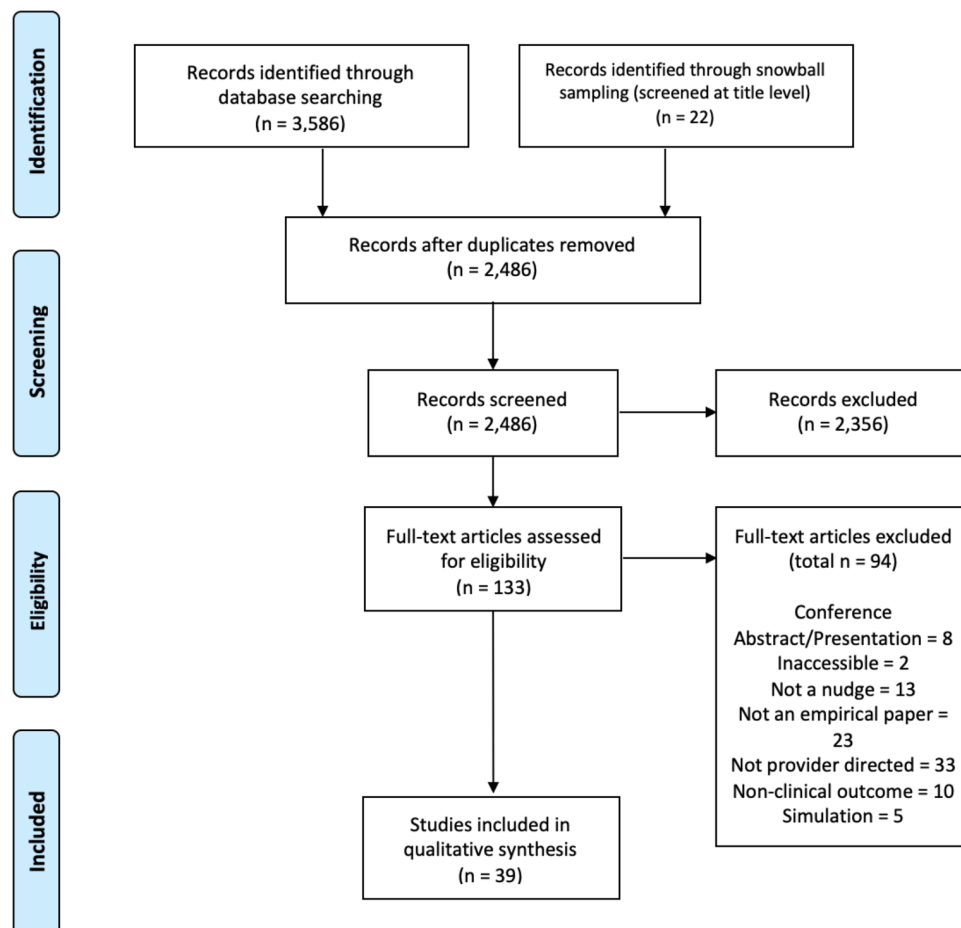 Identification
Records identified through
database searching
(n = 3,586)
Records identified through snowball
sampling (screened at title level)
(n = 22)
Records after duplicates removed
(n = 2,486)
Screening
Records screened
(n = 2,486)
Records excluded
(n = 2,356)
Eligibility
Full-text articles assessed
for eligibility
(n = 133)
Full-text articles excluded
(total n = 94)
Conference
Abstract/Presentation = 8
Inaccessible = 2
Not a nudge = 13
Not an empirical paper =
23
Not provider directed = 33
Non-clinical outcome = 10
Simulation = 5
Included
Studies included in
qualitative synthesis
(n = 39)